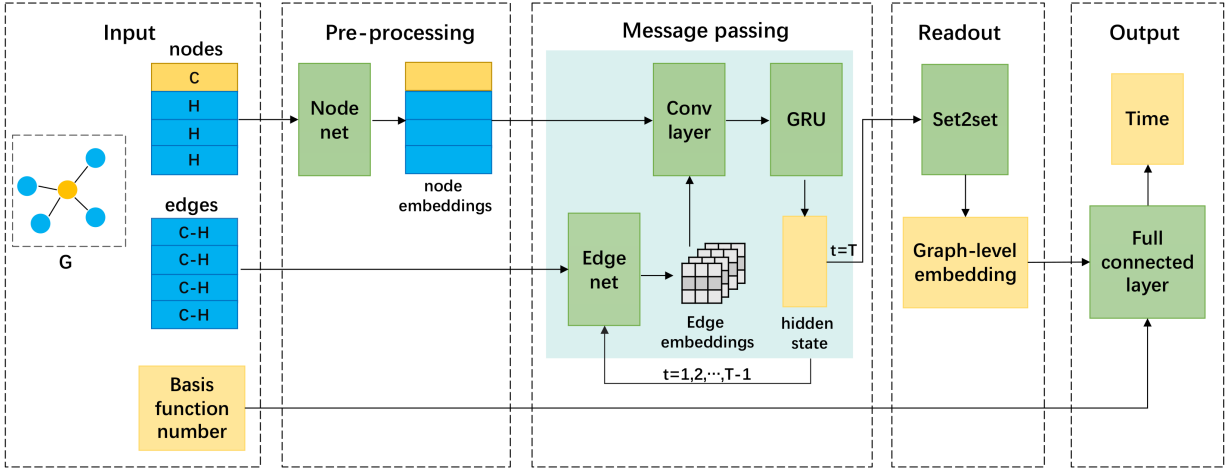 Input
nodes
C
H
H
H
G
edges
C-H
C-H
C-H
C-H
Basis
function
number
Pre-processing
Node
net
node
embeddings
Message passing
Conv
layer
GRU
Edge
net
Edge
embeddings
hidden
state
t=T
t=1,2,···,T-1
Readout
Set2set
Graph-level
embedding
Output
Time
Full
connected
layer